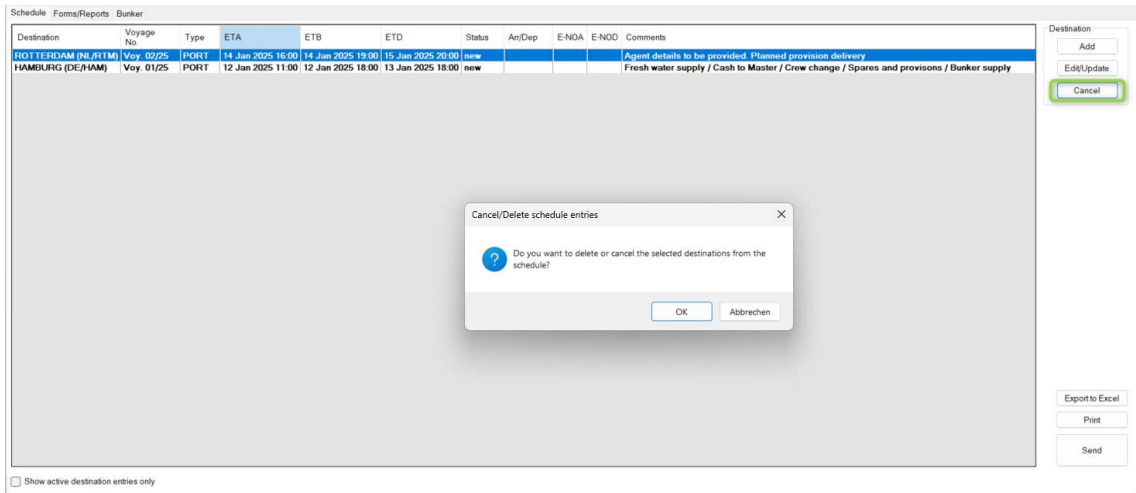 Schedule Forms/Reports Bunker
Destination Voyage No. Type ETA ETB ETD Status Arr/Dep E-NOA E-NOD Comments
ROTTERDAM (NL/RTM) Voy. 02/25 PORT 14 Jan 2025 16:00 14 Jan 2025 19:00 15 Jan 2025 20:00 new Agent details to be provided. Planned provision delivery
HAMBURG (DE/HAM) Voy. 01/25 PORT 12 Jan 2025 11:00 12 Jan 2025 18:00 13 Jan 2025 18:00 new Fresh water supply / Cash to Master / Crew change / Spares and provisons / Bunker supply
Destination
Add
Edit/Update
Cancel
Cancel/Delete schedule entries
Do you want to delete or cancel the selected destinations from the
schedule?
OK Abbrechen
Export to Excel
Print
Send
Show active destination entries only